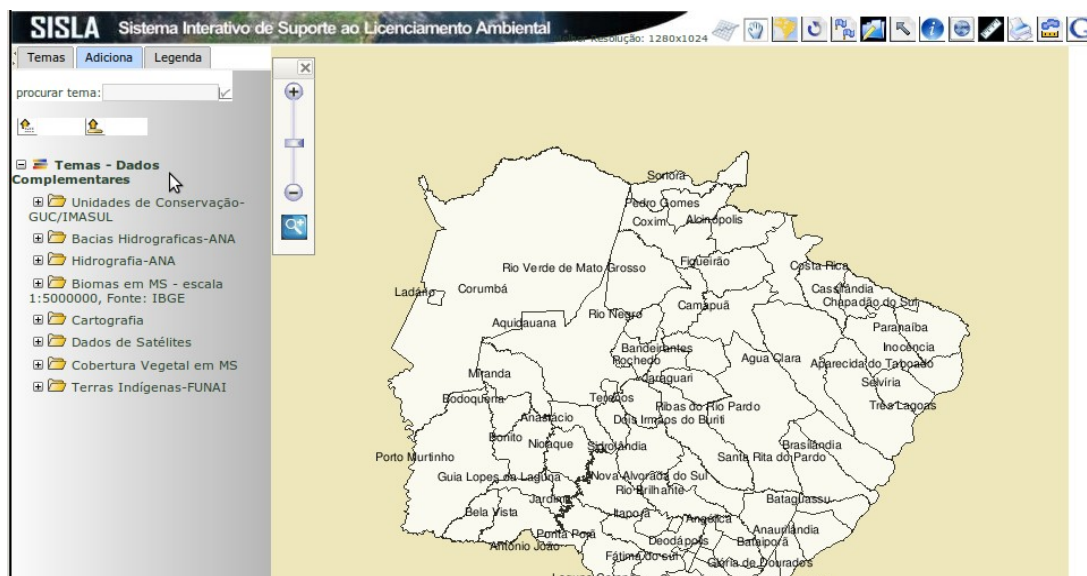 SISLA Sistema Interativo de Suporte ao Licenciamento Ambiental
Resolução: 1280x1024
Temas Adiciona Legenda
procurar tema:
Temas - Dados
Complementares
Unidades de Conservação-
GUC/IMASUL
Bacias Hidrograficas-ANA
Hidrografia-ANA
Biomas em MS - escala
1:5000000, Fonte: IBGE
Cartografia
Dados de Satélites
Cobertura Vegetal em MS
Terras Indígenas-FUNAI
Sonora
Pedro Gomes
Coxim Alcinópolis
Rio Verde de Mato Grosso Figueirão Costa Rica
Ladário Corumbá Cassilândia
Camapuã Chapadão do Sul
Aquidauana Rio Negro Paranaíba
Bandeirantes Inocência
Rochedo Agua Clara Aparecida do Taboado
Miranda Jaraguari Selvíria
Bodoquena Terenos Ribas do Rio Pardo Três Lagoas
Anastácio Dois Irmãos do Buriti
Bonito Nioaque Sidrolândia Brasilândia
Porto Murtinho Santa Rita do Pardo
Guia Lopes da Laguna Nova Alvorada do Sul
Jardim Rio Brilhante Bataguassu
Bela Vista Itaporã Angélica
Ponta Porã Deodápolis Anaurilândia
Antônio João Bataiporã
Fátima do Sul Glória de Dourados